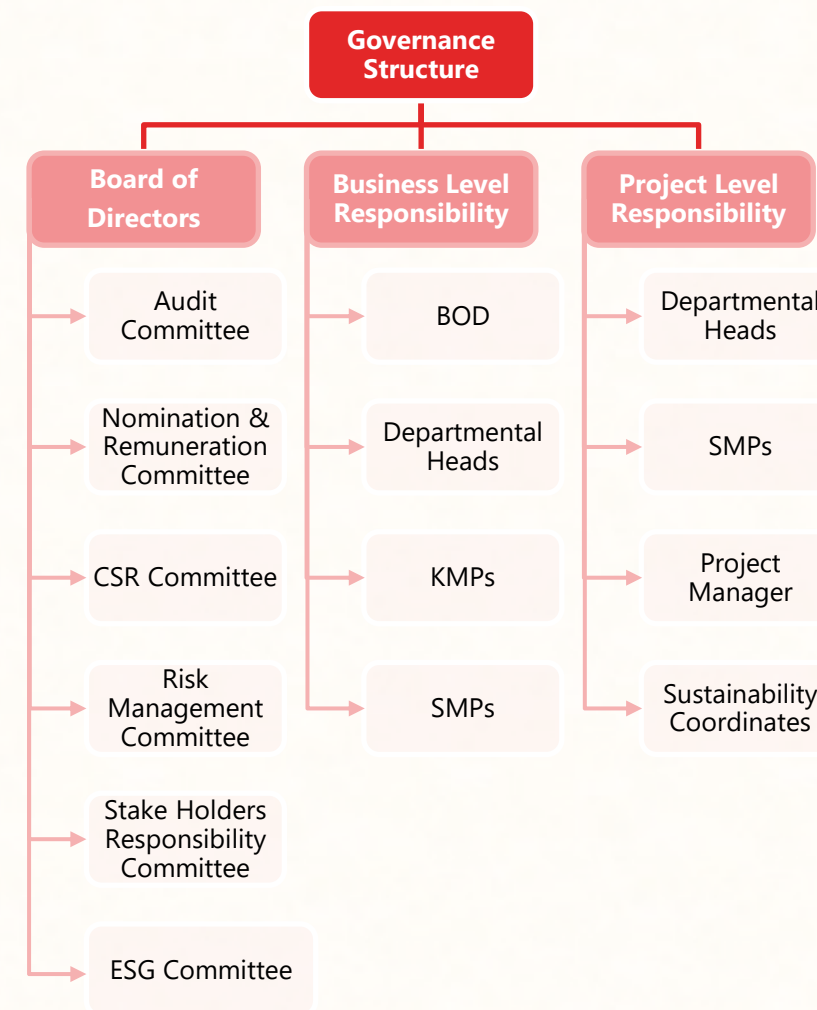 Governance
Structure
Board of
Directors
Audit
Committee
Nomination &
Remuneration
Committee
CSR Committee
Risk
Management
Committee
Stake Holders
Responsibility
Committee
ESG Committee
Business Level
Responsibility
BOD
Departmental
Heads
KMPs
SMPs
Project Level
Responsibility
Departmental
Heads
SMPs
Project
Manager
Sustainability
Coordinates